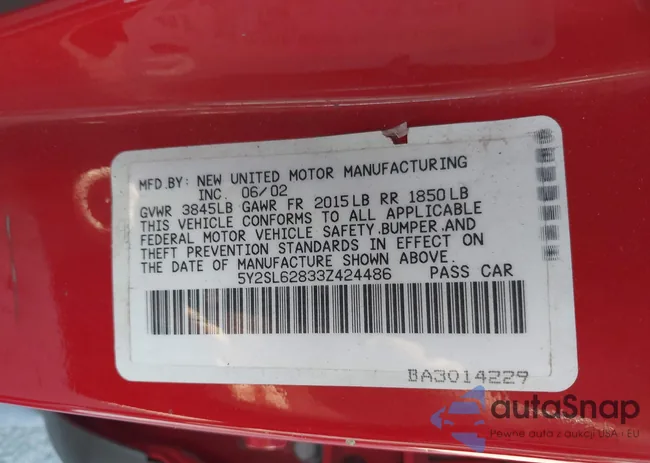 MFD.BY: NEW UNITED MOTOR MANUFACTURING
INC. 06/02
GVWR 3845LB GAWR FR 2015LB RR 1850LB
THIS VEHICLE CONFORMS TO ALL APPLICABLE
FEDERAL MOTOR VEHICLE SAFETY,BUMPER,AND
THEFT PREVENTION STANDARDS IN EFFECT ON
THE DATE OF MANUFACTURE SHOWN ABOVE.
5Y2SL62833Z424486 PASS CAR
BA3014229
autaSnap
Pewne auta z aukcji USA i EU